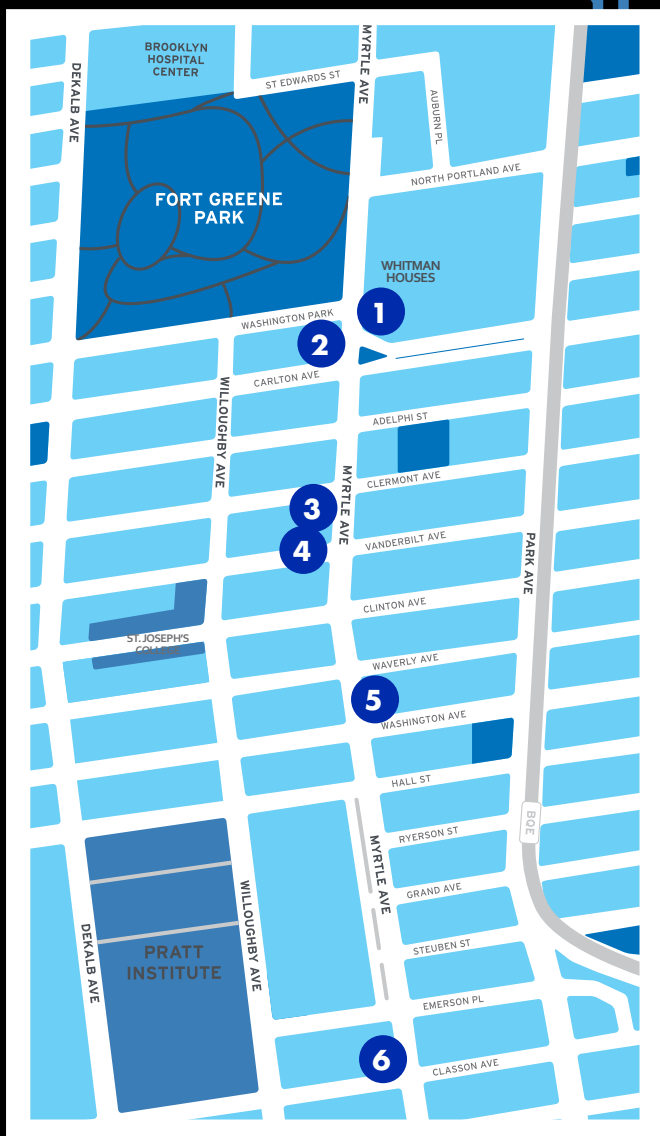 BROOKLYN
HOSPITAL
CENTER
MYRTLE AVE
DEKALB AVE
ST EDWARDS ST
AUBURN PL
NORTH PORTLAND AVE
FORT GREENE
PARK
WHITMAN
HOUSES
1
WASHINGTON PARK
2
CARLTON AVE
WILLOUGHBY AVE
ADELPHI ST
MYRTLE AVE
CLERMONT AVE
3
VANDERBILT AVE
4
PARK AVE
CLINTON AVE
ST. JOSEPH'S
COLLEGE
WAVERLY AVE
5
WASHINGTON AVE
HALL ST
BQE
RYERSON ST
MYRTLE AVE
GRAND AVE
WILLOUGHBY AVE
DEKALB AVE
PRATT
INSTITUTE
STEUBEN ST
EMERSON PL
6
CLASSON AVE